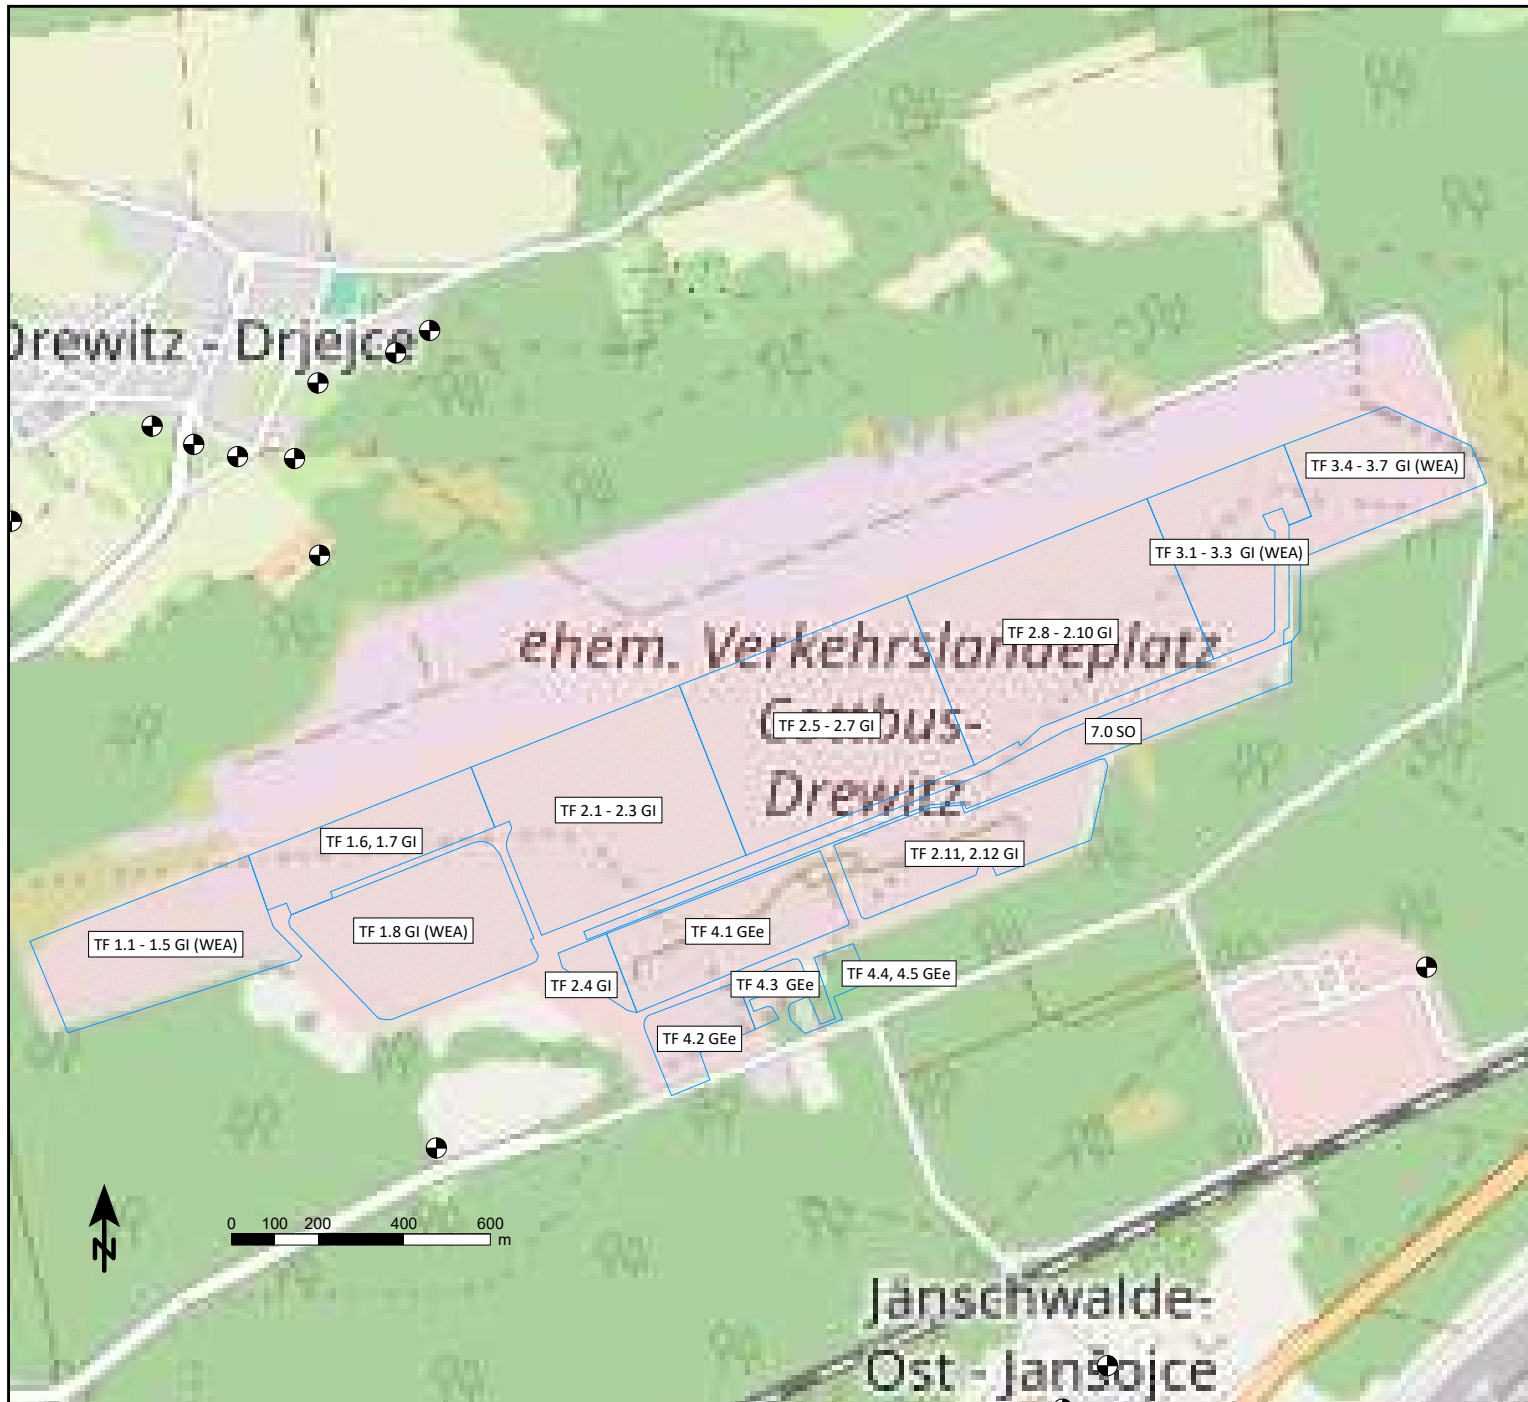 Drewitz - Drjejce
TF 3.4 - 3.7 GI (WEA)
TF 3.1 - 3.3 GI (WEA)
ehem. Verkehrslandeplatz
Cottbus-
Drewitz
TF 2.8 - 2.10 GI
TF 2.5 - 2.7 GI
7.0 SO
TF 2.1 - 2.3 GI
TF 1.6, 1.7 GI
TF 2.11, 2.12 GI
TF 1.1 - 1.5 GI (WEA)
TF 1.8 GI (WEA)
TF 4.1 GEe
TF 4.4, 4.5 GEe
TF 2.4 GI
TF 4.3 GEe
TF 4.2 GEe
N
0 100 200 400 600
m
Jänschwalde-
Ost - Janšojce